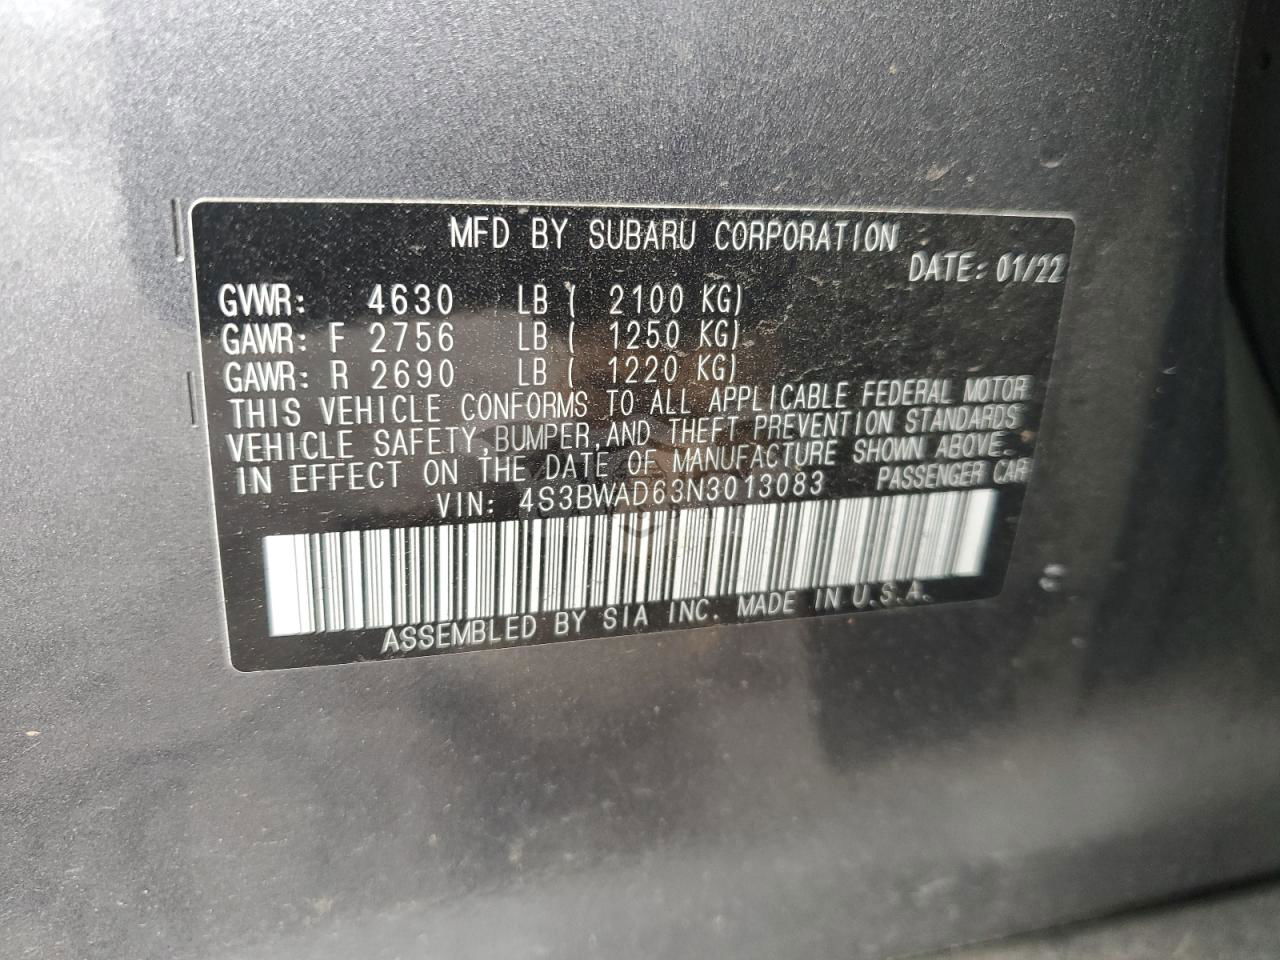 MFD BY SUBARU CORPORATION
DATE: 01/22
GVWR: 4630 LB ( 2100 KG)
GAWR: F 2756 LB ( 1250 KG)
GAWR: R 2690 LB ( 1220 KG)
THIS VEHICLE CONFORMS TO ALL APPLICABLE FEDERAL MOTOR
VEHICLE SAFETY, BUMPER, AND THEFT PREVENTION STANDARDS
IN EFFECT ON THE DATE OF MANUFACTURE SHOWN ABOVE.
VIN: 4S3BWAD63N3013083 PASSENGER CAR
ASSEMBLED BY SIA INC. MADE IN U.S.A.